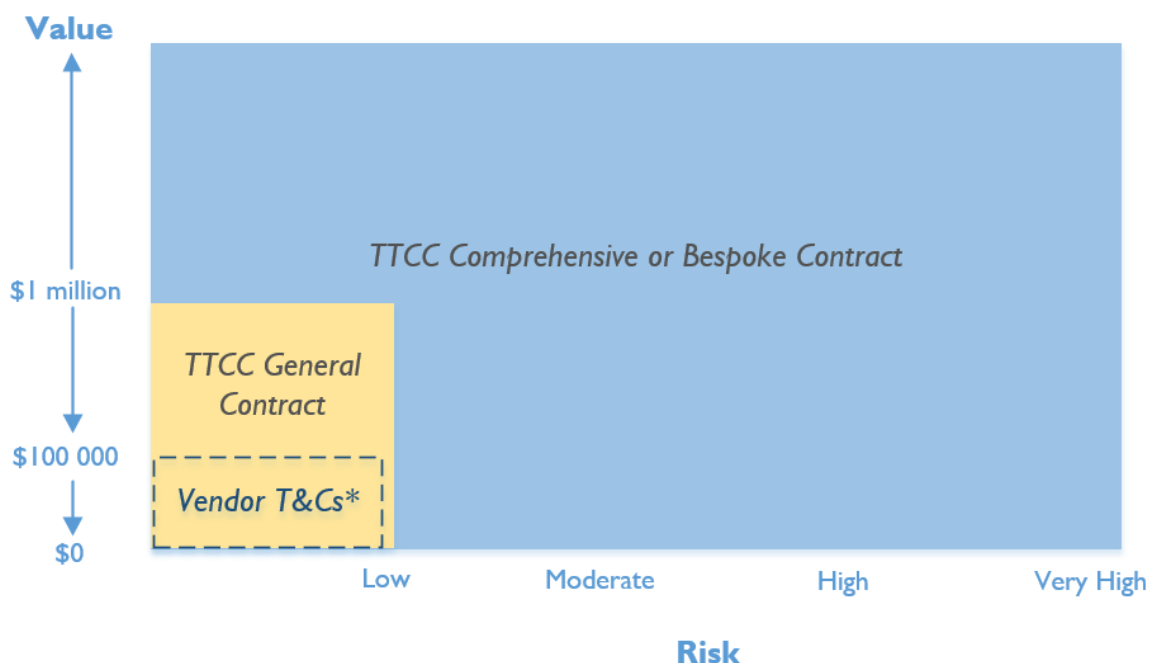 Value
TTCC Comprehensive or Bespoke Contract
$1 million
TTCC General
Contract
$100 000
Vendor T&Cs*
$0
Low
Moderate
High
Very High
Risk